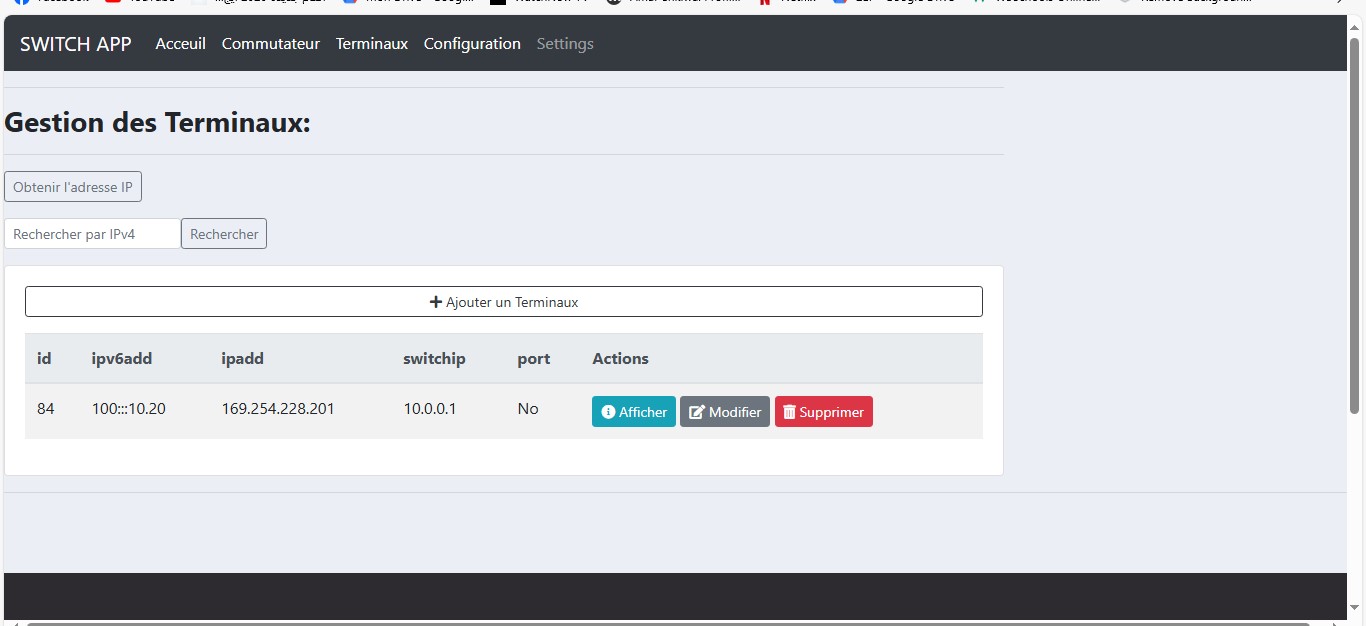 SWITCH APP Acceuil Commutateur Terminaux Configuration Settings
Gestion des Terminaux:
Obtenir l'adresse IP
Rechercher par IPv4 Rechercher
Ajouter un Terminaux
id ipv6add ipadd switchip port Actions
84 100:::10.20 169.254.228.201 10.0.0.1 No Afficher Modifier Supprimer